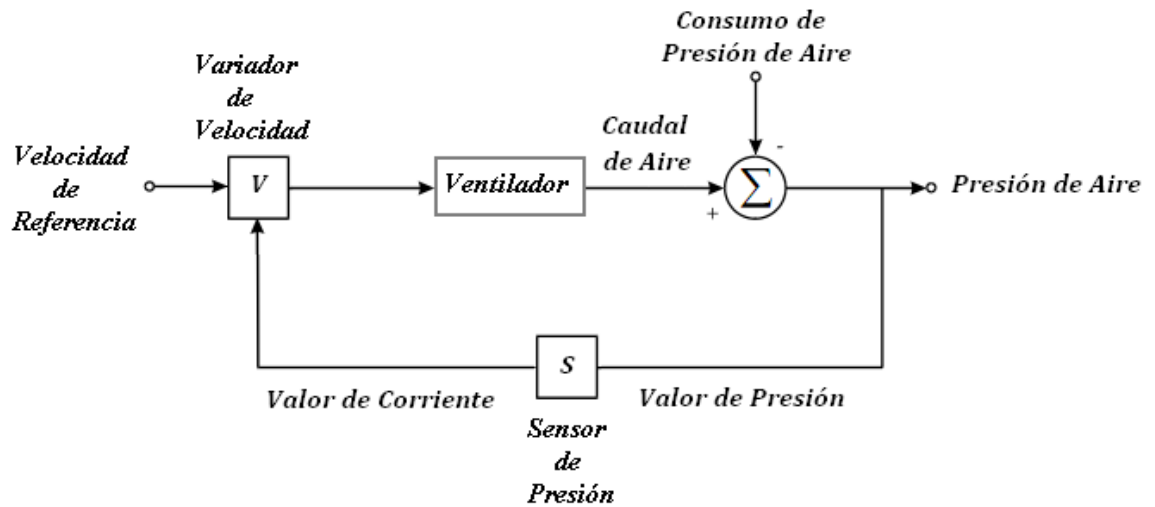 Consumo de
Presión de Aire
Variador
de
Velocidad
Caudal
de Aire
-
Velocidad
de
Referencia
V
Ventilador
Σ
+
Presión de Aire
S
Valor de Corriente
Valor de Presión
Sensor
de
Presión